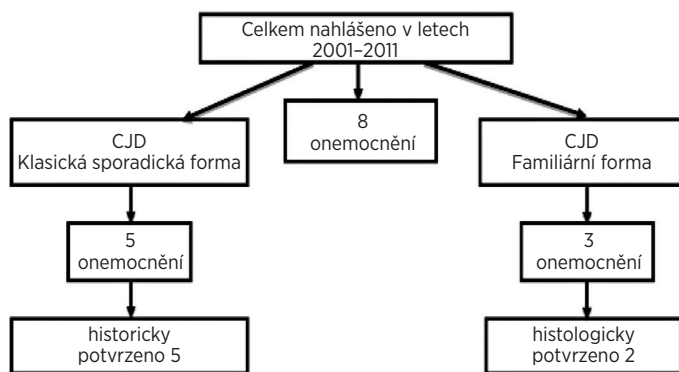 Celkem nahlášeno v letech
2001–2011
8
onemocnění
CJD
Klasická sporadická forma
CJD
Familiární forma
5
onemocnění
3
onemocnění
historicky
potvrzeno 5
histologicky
potvrzeno 2